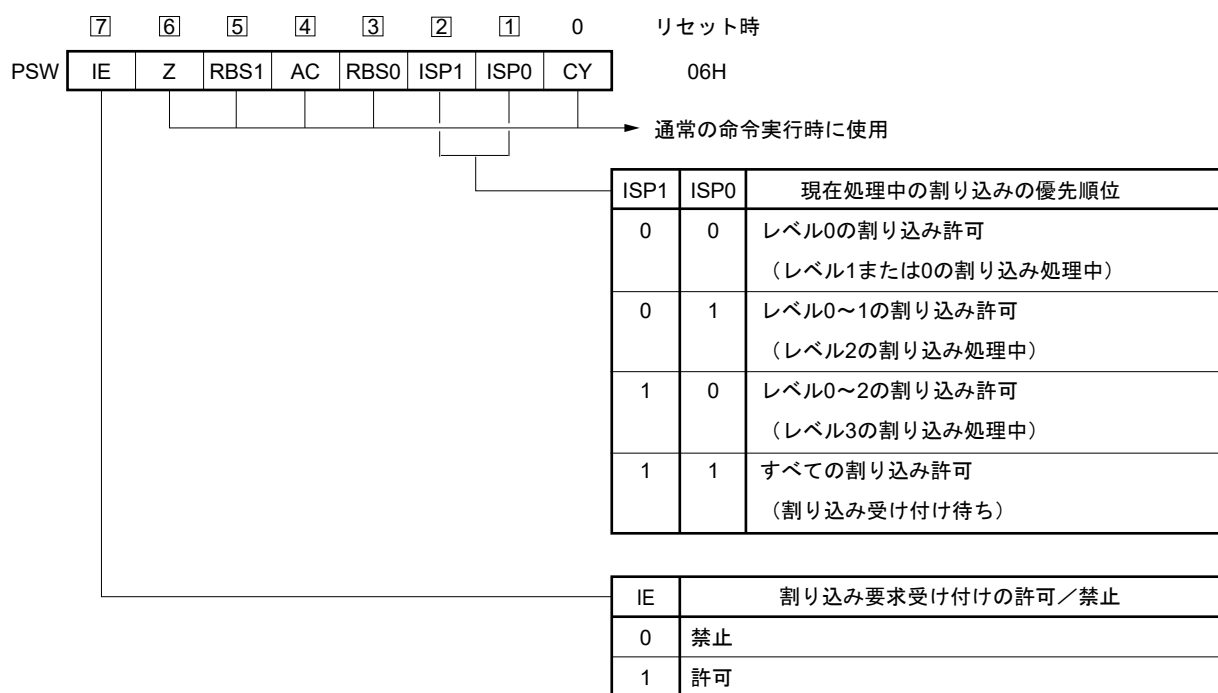 7 6 5 4 3 2 1 0 リセット時
PSW IE Z RBS1 AC RBS0 ISP1 ISP0 CY 06H
通常の命令実行時に使用
ISP1 ISP0 現在処理中の割り込みの優先順位
0 0 レベル0の割り込み許可
（レベル1または0の割り込み処理中）
0 1 レベル0～1の割り込み許可
（レベル2の割り込み処理中）
1 0 レベル0～2の割り込み許可
（レベル3の割り込み処理中）
1 1 すべての割り込み許可
（割り込み受け付け待ち）
IE 割り込み要求受け付けの許可／禁止
0 禁止
1 許可